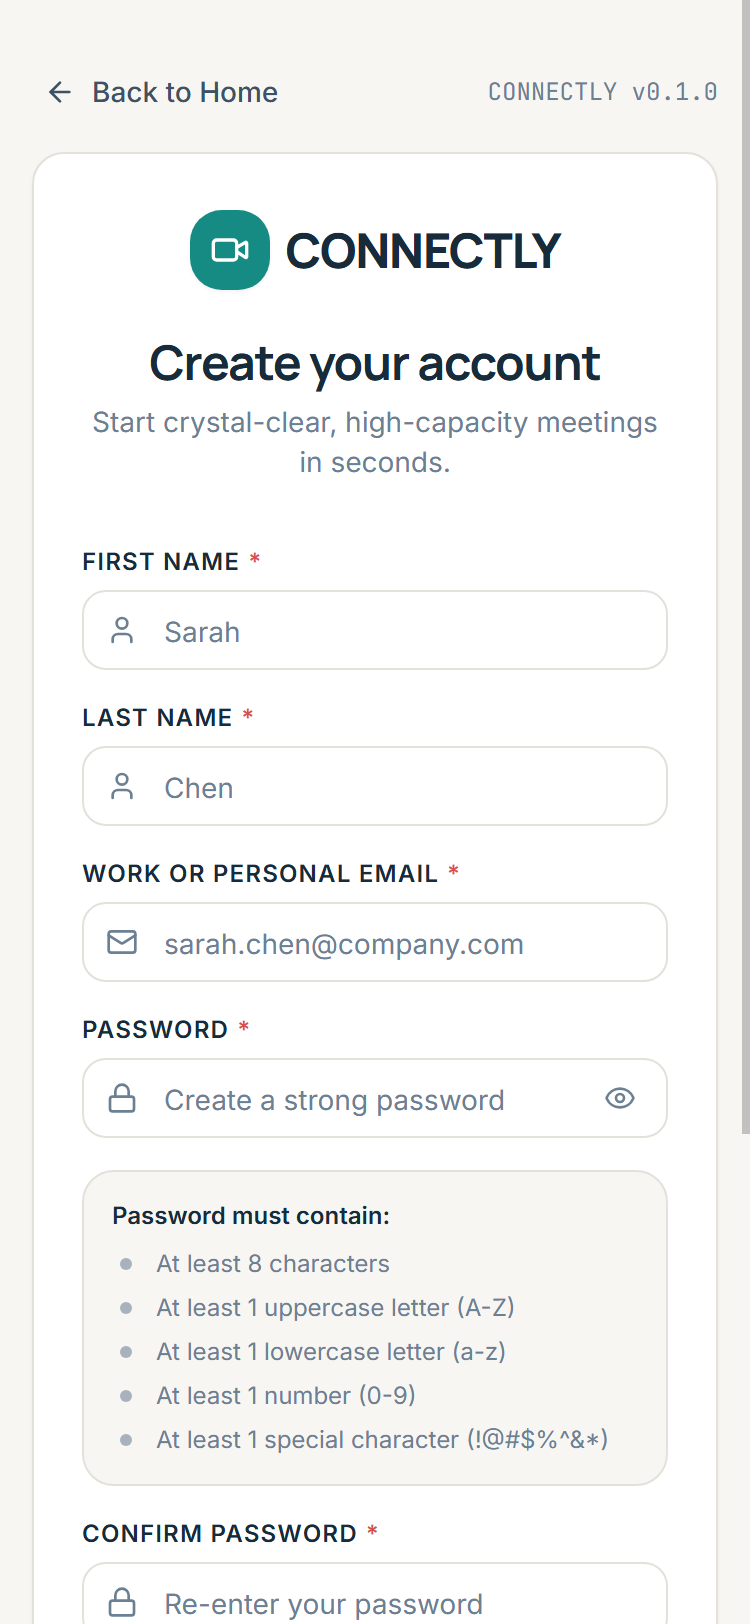 Back to Home
CONNECTLY v0.1.0
CONNECTLY
Create your account
Start crystal-clear, high-capacity meetings
in seconds.
FIRST NAME *
Sarah
LAST NAME *
Chen
WORK OR PERSONAL EMAIL *
sarah.chen@company.com
PASSWORD *
Create a strong password
Password must contain:
At least 8 characters
At least 1 uppercase letter (A-Z)
At least 1 lowercase letter (a-z)
At least 1 number (0-9)
At least 1 special character (!@#$%^&*)
CONFIRM PASSWORD *
Re-enter your password